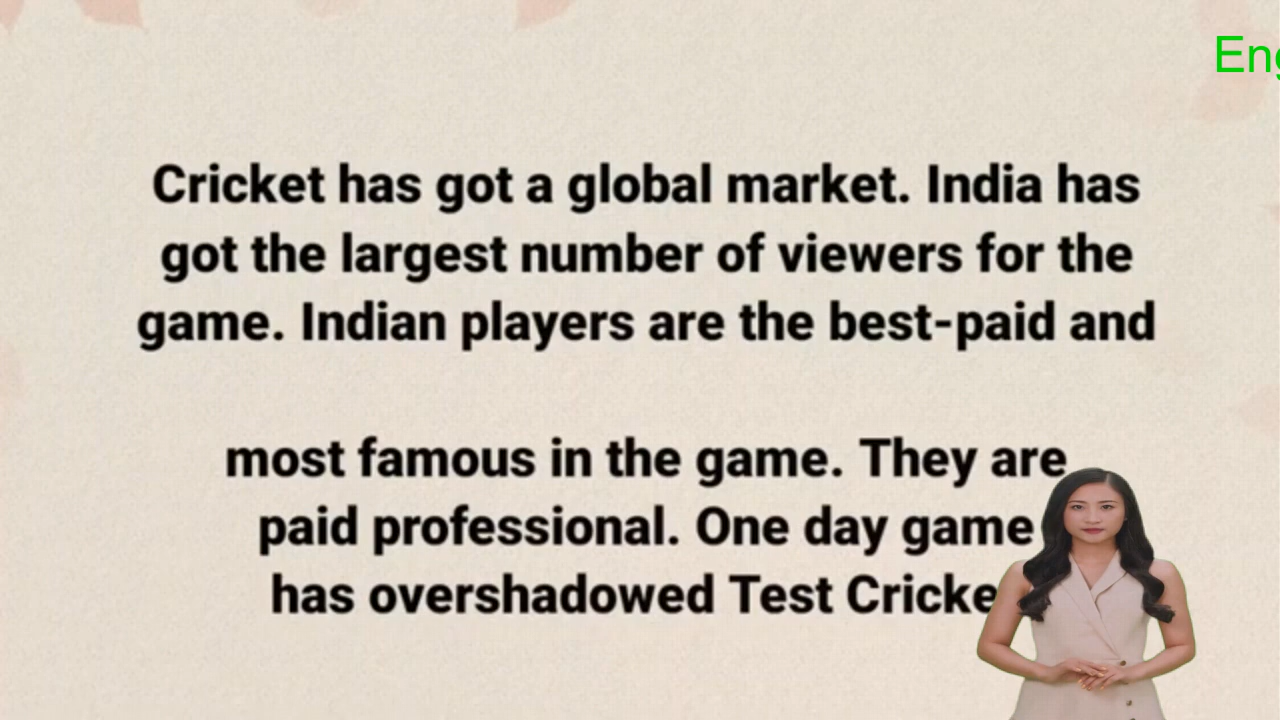 Cricket has got a global market. India has
got the largest number of viewers for the
game. Indian players are the best-paid and
most famous in the game. They are
paid professional. One day game
has overshadowed Test